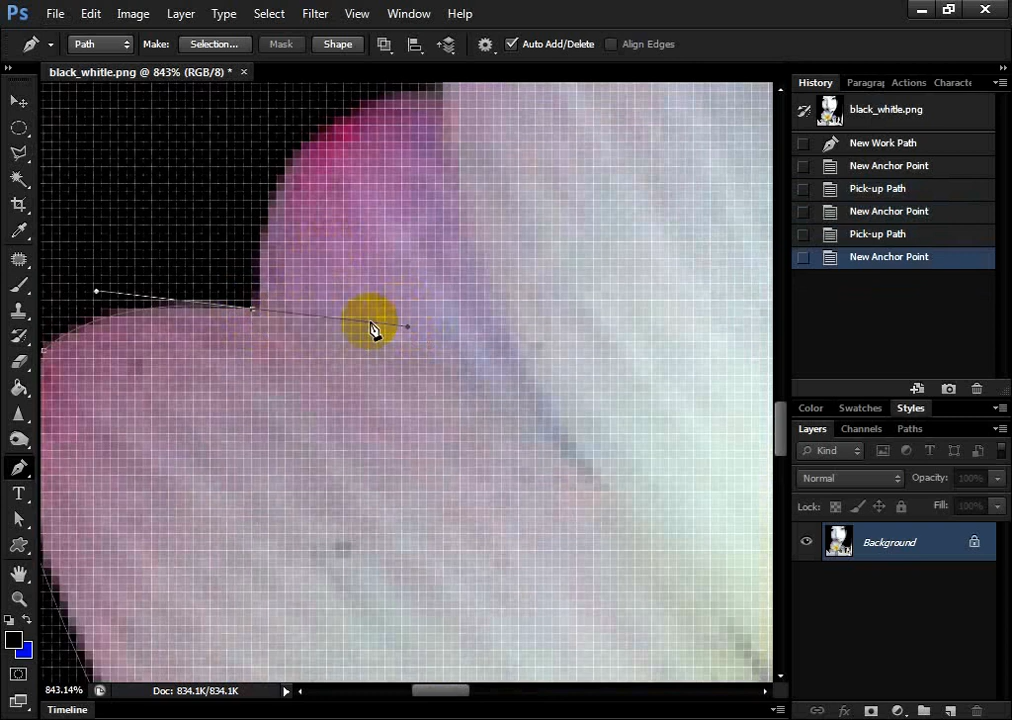 Ps File Edit Image Layer Type Select Filter View Window Help
Path Make: Selection... Mask Shape Auto Add/Delete Align Edges
black_whitle.png @ 843% (RGB/8) * ×
History Paragra Actions Characte
black_whitle.png
New Work Path
New Anchor Point
Pick-up Path
New Anchor Point
Pick-up Path
New Anchor Point
Color Swatches Styles
Layers Channels Paths
Kind
Normal Opacity: 100%
Lock: Fill: 100%
Background
T
843.14% Doc: 834.1K/834.1K
Timeline
fx